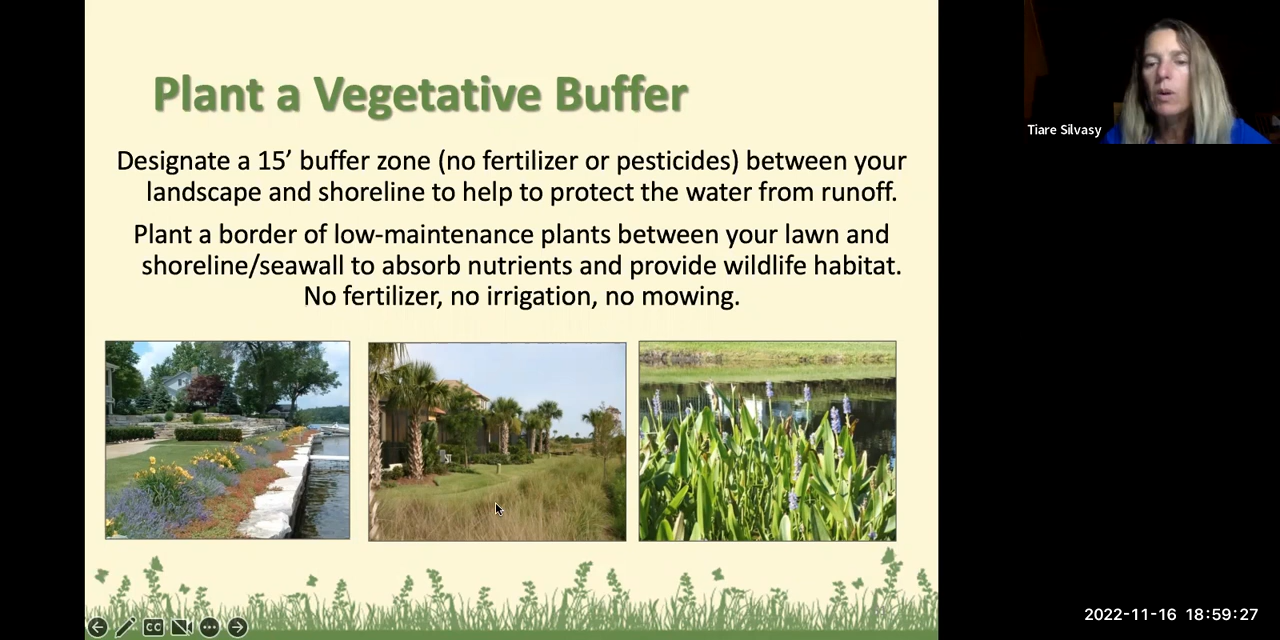 Plant a Vegetative Buffer
Designate a 15’ buffer zone (no fertilizer or pesticides) between your
landscape and shoreline to help to protect the water from runoff.
Plant a border of low-maintenance plants between your lawn and
shoreline/seawall to absorb nutrients and provide wildlife habitat.
No fertilizer, no irrigation, no mowing.
Tiare Silvasy
CC
2022-11-16 18:59:27